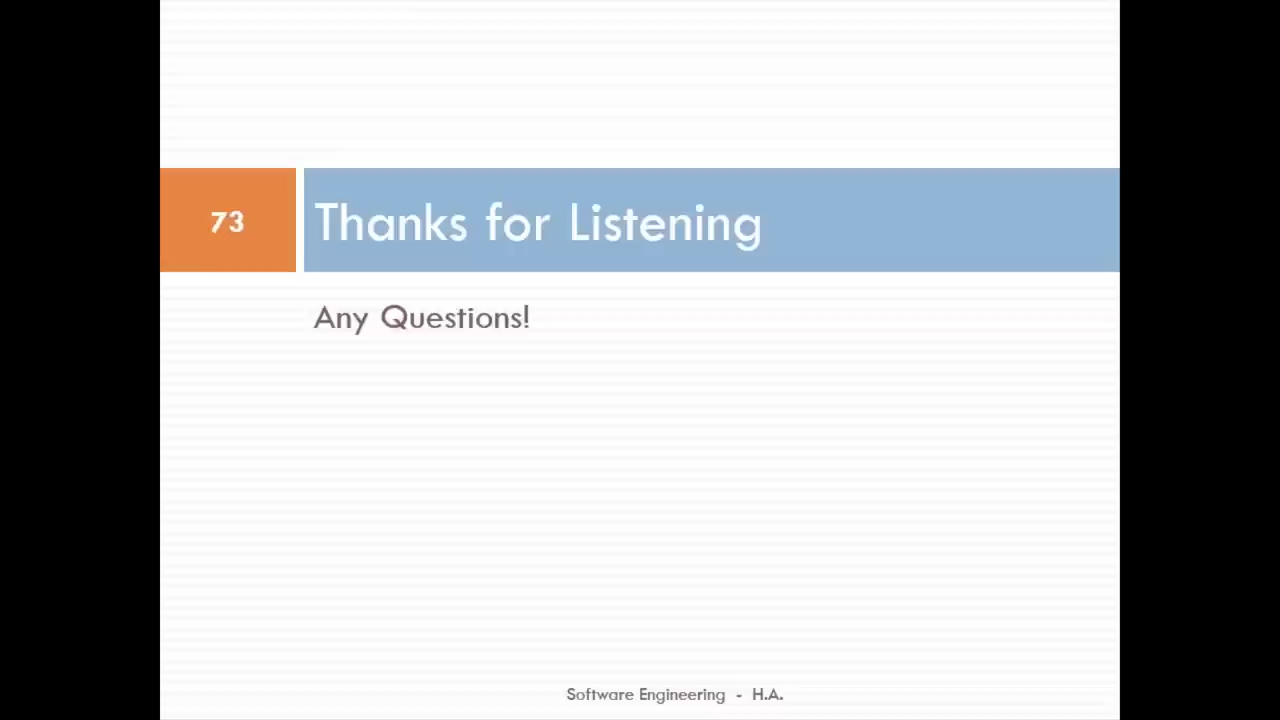 73
Thanks for Listening
Any Questions!
Software Engineering - H.A.